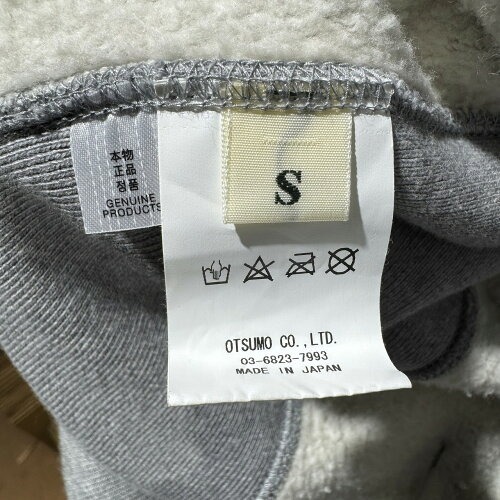 本物
正品
정품
GENUINE
PRODUCTS
S
OTSUMO CO.,LTD.
03-6823-7993
MADE IN JAPAN